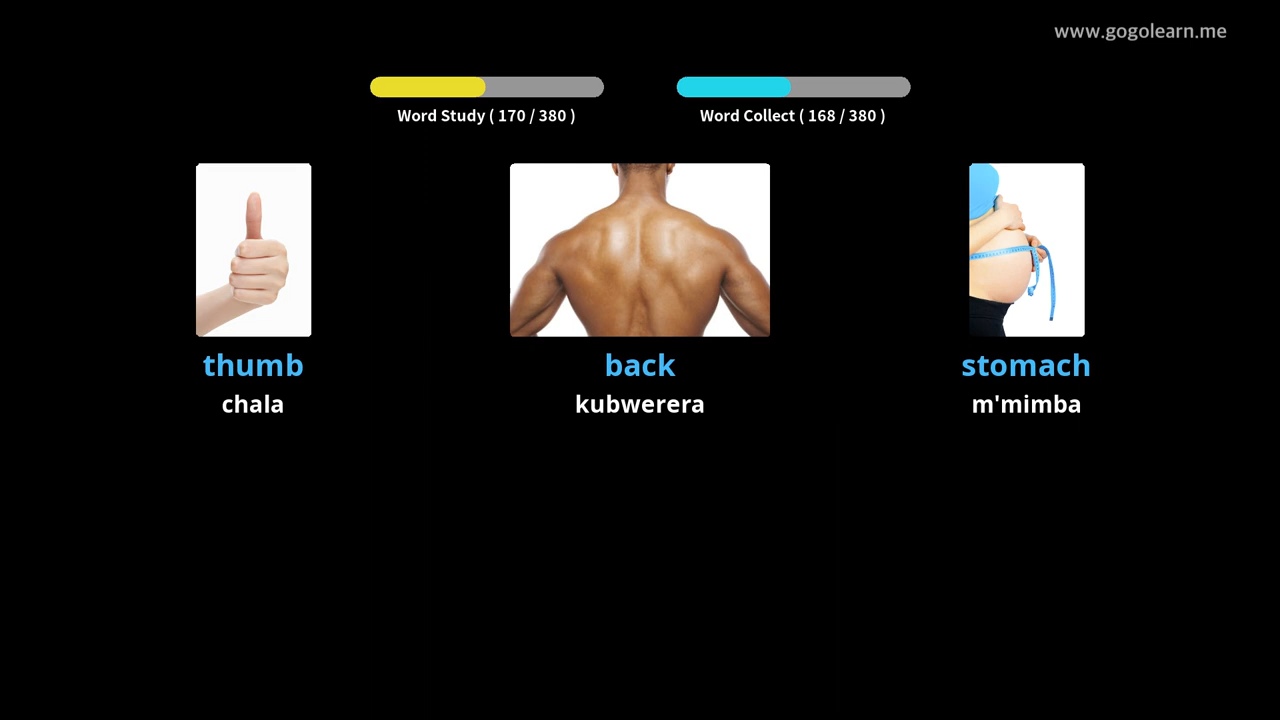 www.gogolearn.me
Word Study ( 170 / 380 )
Word Collect ( 168 / 380 )
thumb
chala
back
kubwerera
stomach
m'mimba